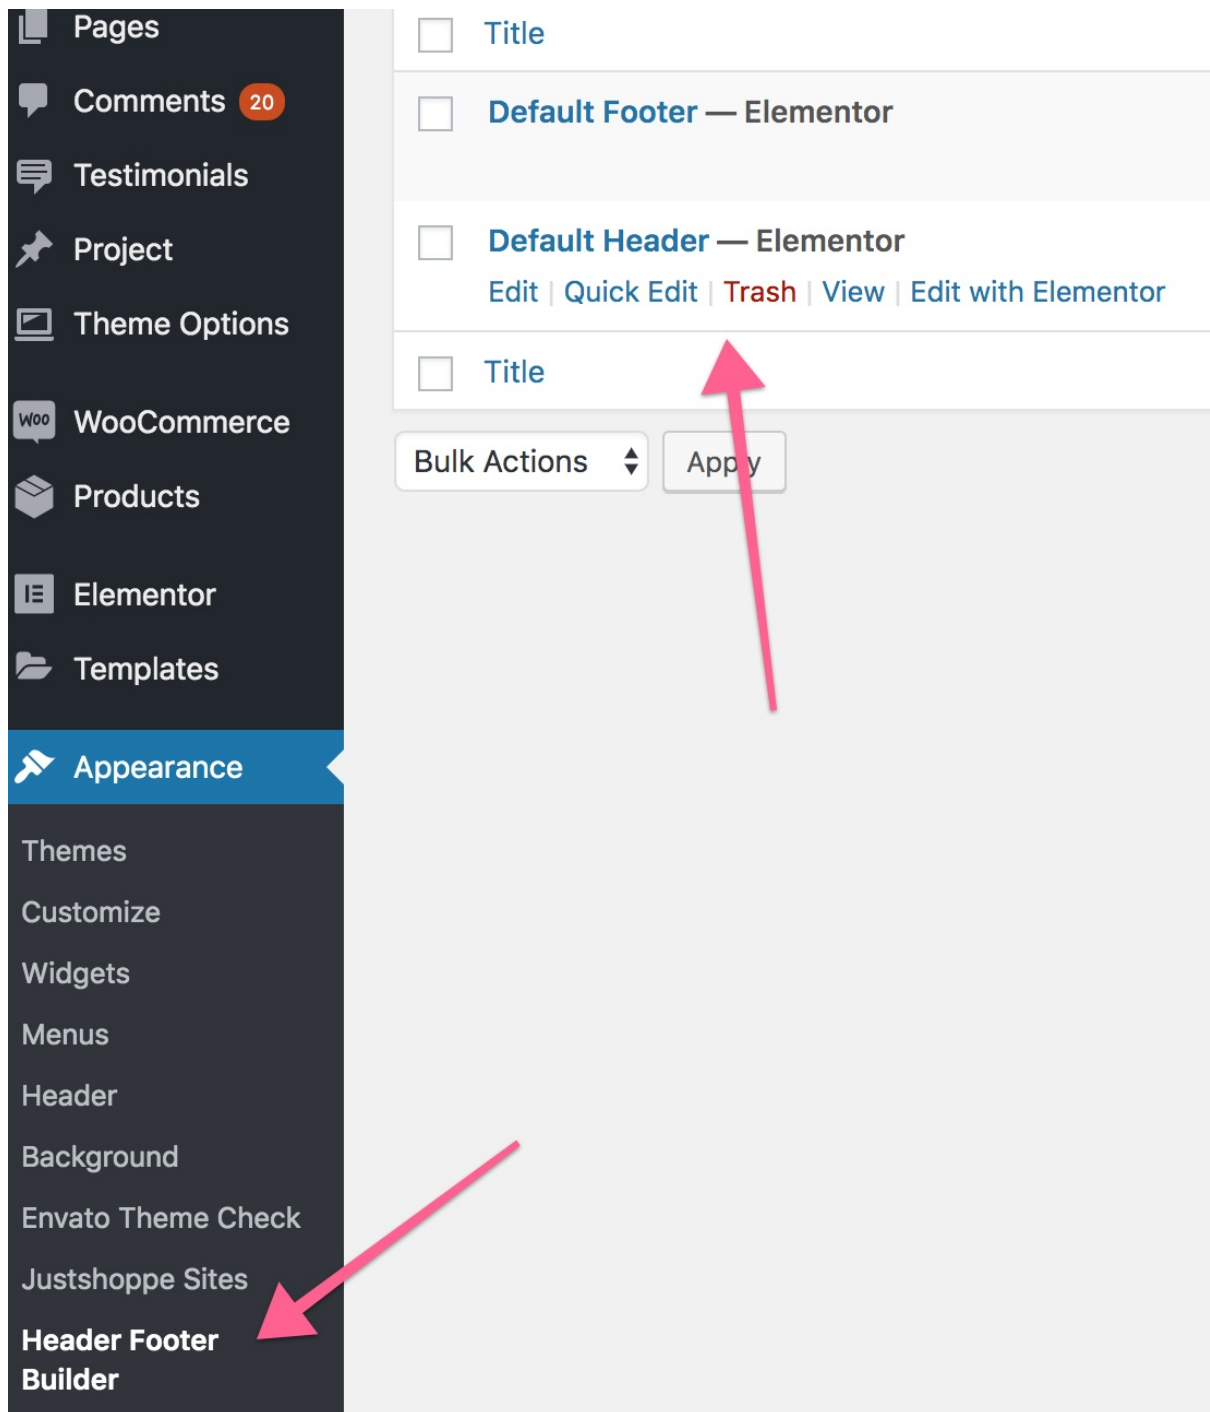 Pages
Comments 20
Testimonials
Project
Theme Options
Woo WooCommerce
Products
Elementor
Templates
Appearance
Themes
Customize
Widgets
Menus
Header
Background
Envato Theme Check
Justshoppe Sites
Header Footer
Builder
Title
Default Footer — Elementor
Default Header — Elementor
Edit | Quick Edit | Trash | View | Edit with Elementor
Title
Bulk Actions Apply